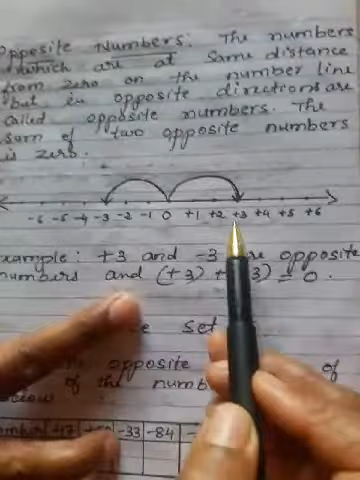 Opposite Numbers: The numbers
which are at same distance
from zero on the number line
but in opposite directions are
called opposite numbers. The
sum of two opposite numbers
is zero.
-6 -5 -4 -3 -2 -1 0 +1 +2 +3 +4 +5 +6
Example: +3 and -3 are opposite
numbers and (+3) + 3) = 0.
set
opposite of
of the numb
-33 -84